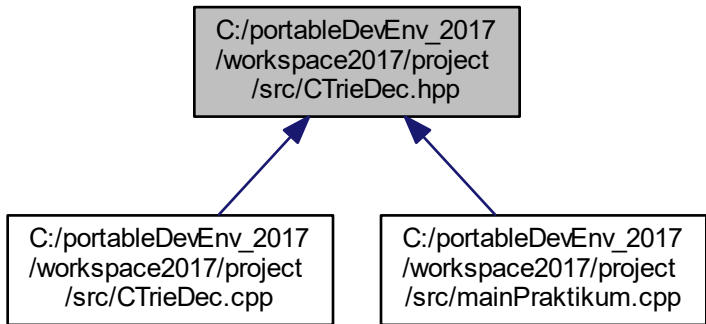 C:/portableDevEnv_2017
/workspace2017/project
/src/CTrieDec.hpp
C:/portableDevEnv_2017
/workspace2017/project
/src/CTrieDec.cpp
C:/portableDevEnv_2017
/workspace2017/project
/src/mainPraktikum.cpp